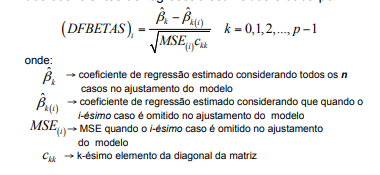 (DFBETAS)ᵢ = (β̂ₖ − β̂ₖ₍ᵢ₎) / √(MSE₍ᵢ₎cₖₖ)   k = 0,1,2,..., p − 1
onde:
β̂ₖ → coeficiente de regressão estimado considerando todos os n
casos no ajustamento do modelo
β̂ₖ₍ᵢ₎ → coeficiente de regressão estimado considerando que quando o
i-ésimo caso é omitido no ajustamento do modelo
MSE₍ᵢ₎ → MSE quando o i-ésimo caso é omitido no ajustamento
do modelo
cₖₖ → k-ésimo elemento da diagonal da matriz